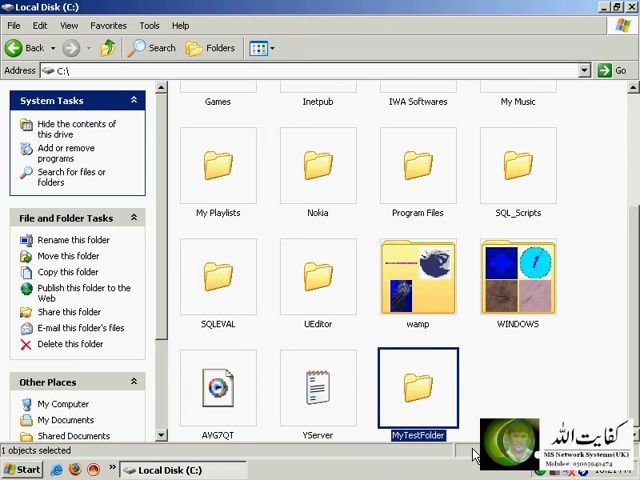 Local Disk (C:)
File Edit View Favorites Tools Help
Back Search Folders
Address C:\ Go
System Tasks
Hide the contents of
this drive
Add or remove
programs
Search for files or
folders
File and Folder Tasks
Rename this folder
Move this folder
Copy this folder
Publish this folder to the
Web
Share this folder
E-mail this folder's files
Delete this folder
Other Places
My Computer
My Documents
Shared Documents
Games Inetpub IWA Softwares My Music
My Playlists Nokia Program Files SQL_Scripts
SQLEVAL UEditor wamp WINDOWS
AVG7QT YServer MyTestFolder
1 objects selected
کفایت اللہ
MS Network Systems(UK)
Mobile: 03005940474
Start Local Disk (C:)